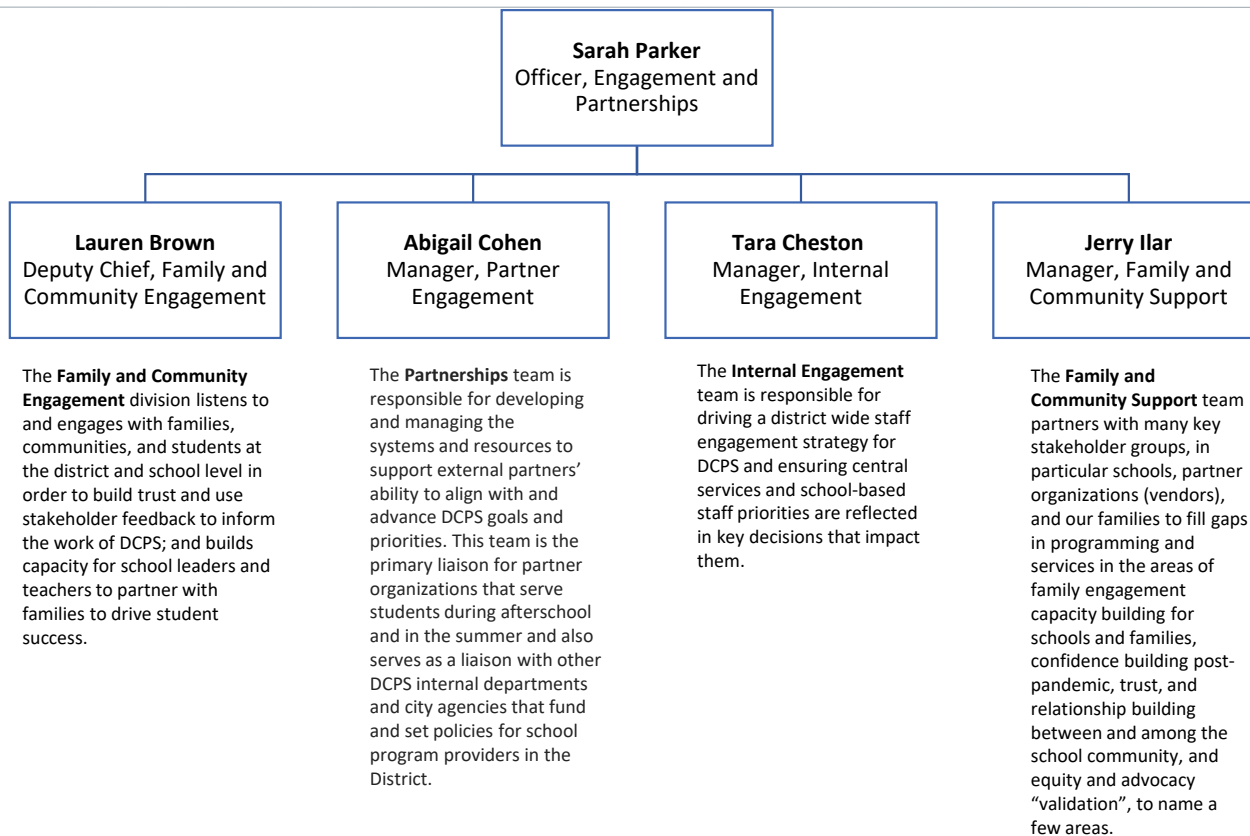 Sarah Parker
Officer, Engagement and
Partnerships
Lauren Brown
Deputy Chief, Family and
Community Engagement
Abigail Cohen
Manager, Partner
Engagement
Tara Cheston
Manager, Internal
Engagement
Jerry Ilar
Manager, Family and
Community Support
The Family and Community
Engagement division listens to
and engages with families,
communities, and students at
the district and school level in
order to build trust and use
stakeholder feedback to inform
the work of DCPS; and builds
capacity for school leaders and
teachers to partner with
families to drive student
success.
The Partnerships team is
responsible for developing
and managing the
systems and resources to
support external partners’
ability to align with and
advance DCPS goals and
priorities. This team is the
primary liaison for partner
organizations that serve
students during afterschool
and in the summer and also
serves as a liaison with other
DCPS internal departments
and city agencies that fund
and set policies for school
program providers in the
District.
The Internal Engagement
team is responsible for
driving a district wide staff
engagement strategy for
DCPS and ensuring central
services and school-based
staff priorities are reflected
in key decisions that impact
them.
The Family and
Community Support team
partners with many key
stakeholder groups, in
particular schools, partner
organizations (vendors),
and our families to fill gaps
in programming and
services in the areas of
family engagement
capacity building for
schools and families,
confidence building post-
pandemic, trust, and
relationship building
between and among the
school community, and
equity and advocacy
“validation”, to name a
few areas.